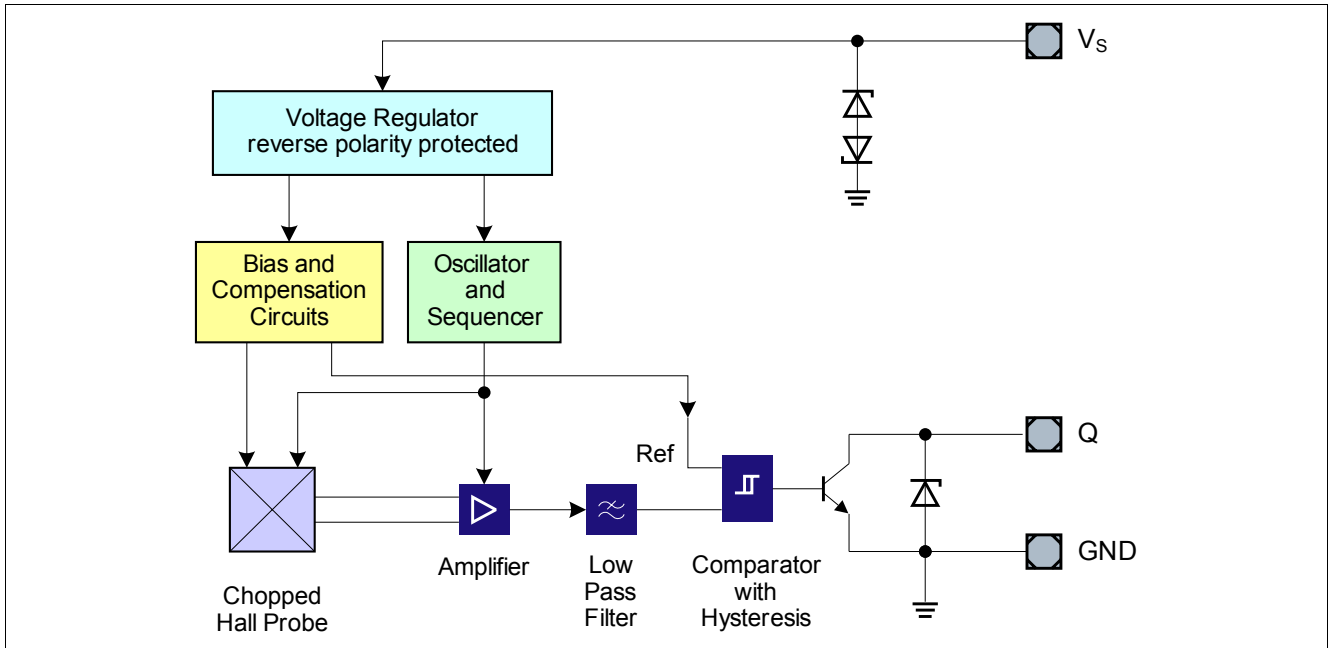 V_S
Voltage Regulator
reverse polarity protected
Bias and
Compensation
Circuits
Oscillator
and
Sequencer
Ref
Q
GND
Amplifier
Low
Pass
Filter
Comparator
with
Hysteresis
Chopped
Hall Probe